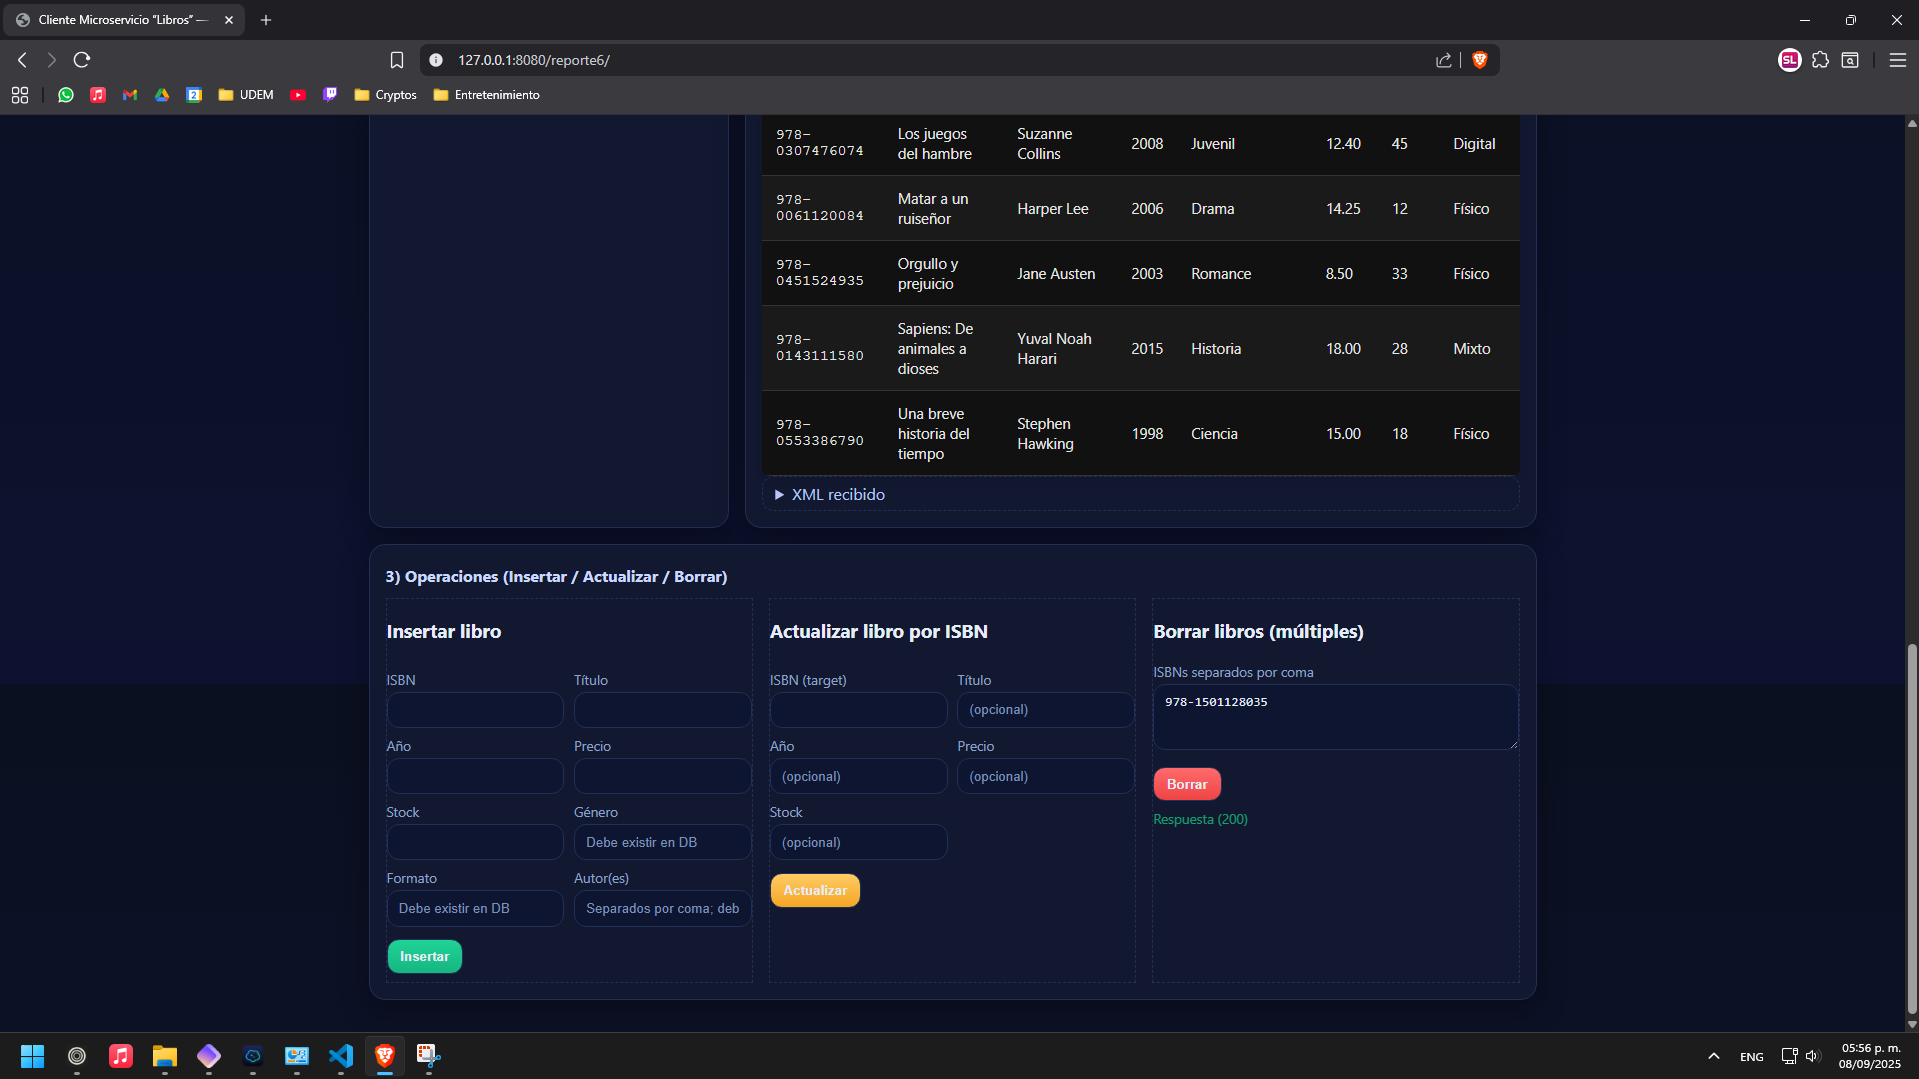 Cliente Microservicio “Libros” —
127.0.0.1:8080/reporte6/
SL
2
UDEM
Cryptos
Entretenimiento
978-
0307476074
Los juegos
del hambre
Suzanne
Collins
2008
Juvenil
12.40
45
Digital
978-
0061120084
Matar a un
ruiseñor
Harper Lee
2006
Drama
14.25
12
Físico
978-
0451524935
Orgullo y
prejuicio
Jane Austen
2003
Romance
8.50
33
Físico
978-
0143111580
Sapiens: De
animales a
dioses
Yuval Noah
Harari
2015
Historia
18.00
28
Mixto
978-
0553386790
Una breve
historia del
tiempo
Stephen
Hawking
1998
Ciencia
15.00
18
Físico
XML recibido
3) Operaciones (Insertar / Actualizar / Borrar)
Insertar libro
ISBN
Título
Año
Precio
Stock
Género
Debe existir en DB
Formato
Autor(es)
Debe existir en DB
Separados por coma; deb
Insertar
Actualizar libro por ISBN
ISBN (target)
Título
(opcional)
Año
Precio
(opcional)
(opcional)
Stock
(opcional)
Actualizar
Borrar libros (múltiples)
ISBNs separados por coma
978-1501128035
Borrar
Respuesta (200)
ENG
05:56 p. m.
08/09/2025